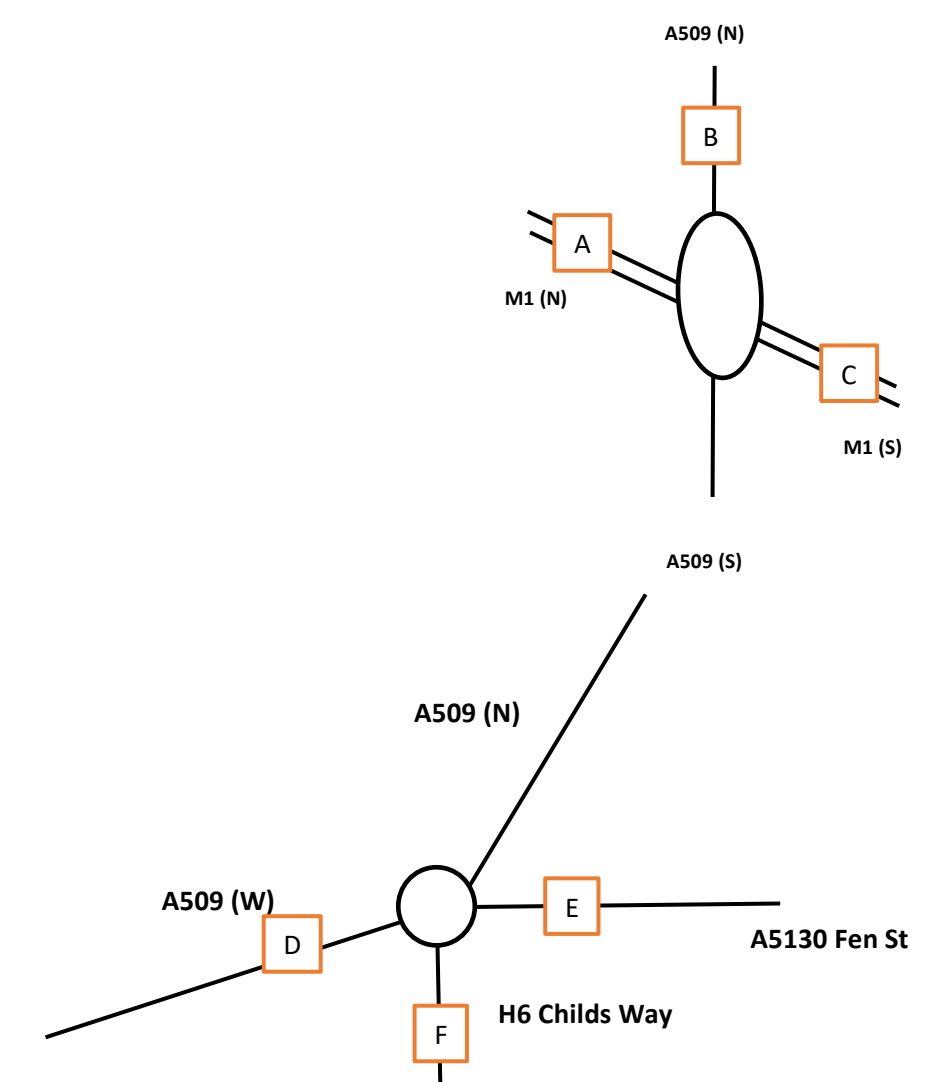 A509 (N)
B
A
M1 (N)
C
M1 (S)
A509 (S)
A509 (N)
A509 (W)
E
A5130 Fen St
D
H6 Childs Way
F